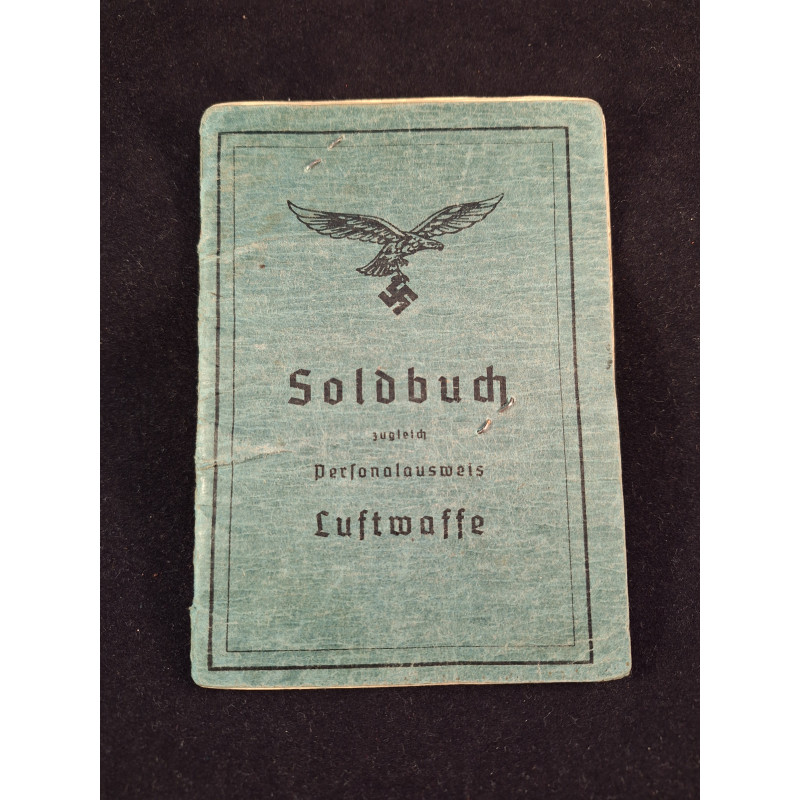 Soldbuch
zugleich
Perſonalausweis
Luftwaffe